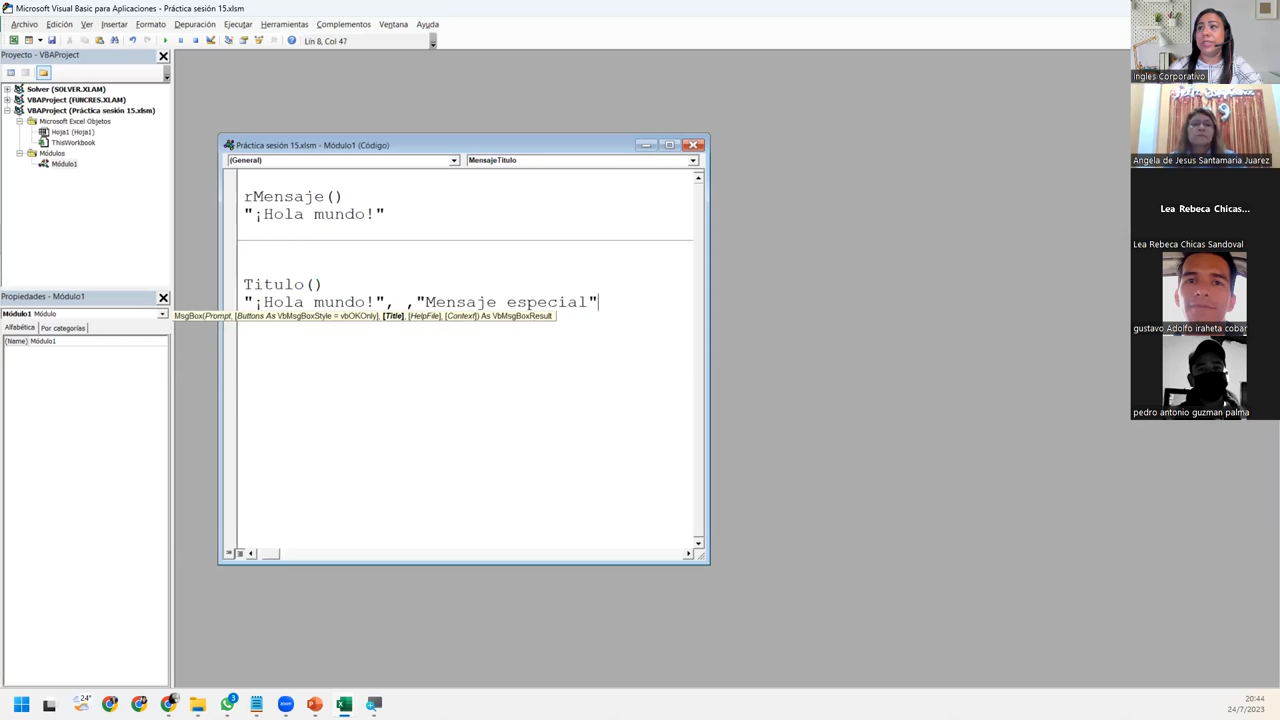 Microsoft Visual Basic para Aplicaciones - Práctica sesión 15.xlsm
Archivo Edición Ver Insertar Formato Depuración Ejecutar Herramientas Complementos Ventana Ayuda
Lín 8, Col 47
Proyecto - VBAProject
Solver (SOLVER.XLAM)
VBAProject (FUNCRES.XLAM)
VBAProject (Práctica sesión 15.xlsm)
Microsoft Excel Objetos
Hoja1 (Hoja1)
ThisWorkbook
Módulos
Módulo1
Propiedades - Módulo1
Módulo1 Módulo
Alfabética Por categorías
(Name) Módulo1
Práctica sesión 15.xlsm - Módulo1 (Código)
(General) MensajeTitulo
rMensaje()
"¡Hola mundo!"
Titulo()
"¡Hola mundo!", ,"Mensaje especial"
MsgBox(Prompt, [Buttons As VbMsgBoxStyle = vbOKOnly], [Title], [HelpFile], [Context]) As VbMsgBoxResult
Ingles Corporativo
9
Angela de Jesus Santamaria Juarez
Lea Rebeca Chicas...
Lea Rebeca Chicas Sandoval
gustavo Adolfo iraheta cobar
pedro antonio guzman palma
24°
3
zoom
20:44
24/7/2023